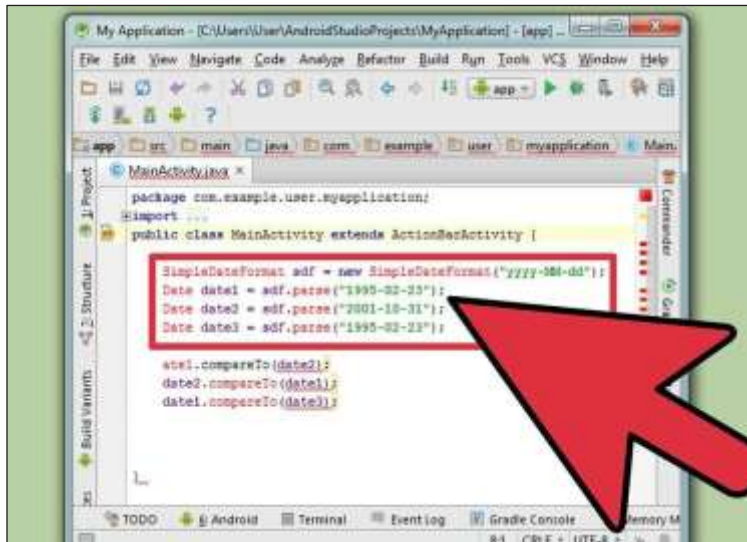 My Application - [C:\Users\User\AndroidStudioProjects\MyApplication] - [app]
File Edit View Navigate Code Analyze Refactor Build Run Tools VCS Window Help
app
app src main java com example user myapplication Main.
MainActivity.java
1: Project
2: Structure
Build Variants
Commander
package com.example.user.myapplication;
import ...
public class MainActivity extends ActionBarActivity {
SimpleDateFormat sdf = new SimpleDateFormat("yyyy-MM-dd");
Date date1 = sdf.parse("1995-02-23");
Date date2 = sdf.parse("2001-10-31");
Date date3 = sdf.parse("1995-02-23");
ate1.compareTo(date2);
date2.compareTo(date1);
date1.compareTo(date3);
}
TODO 6: Android Terminal Event Log Gradle Console Memory M
8:1 CRLF UTF-8